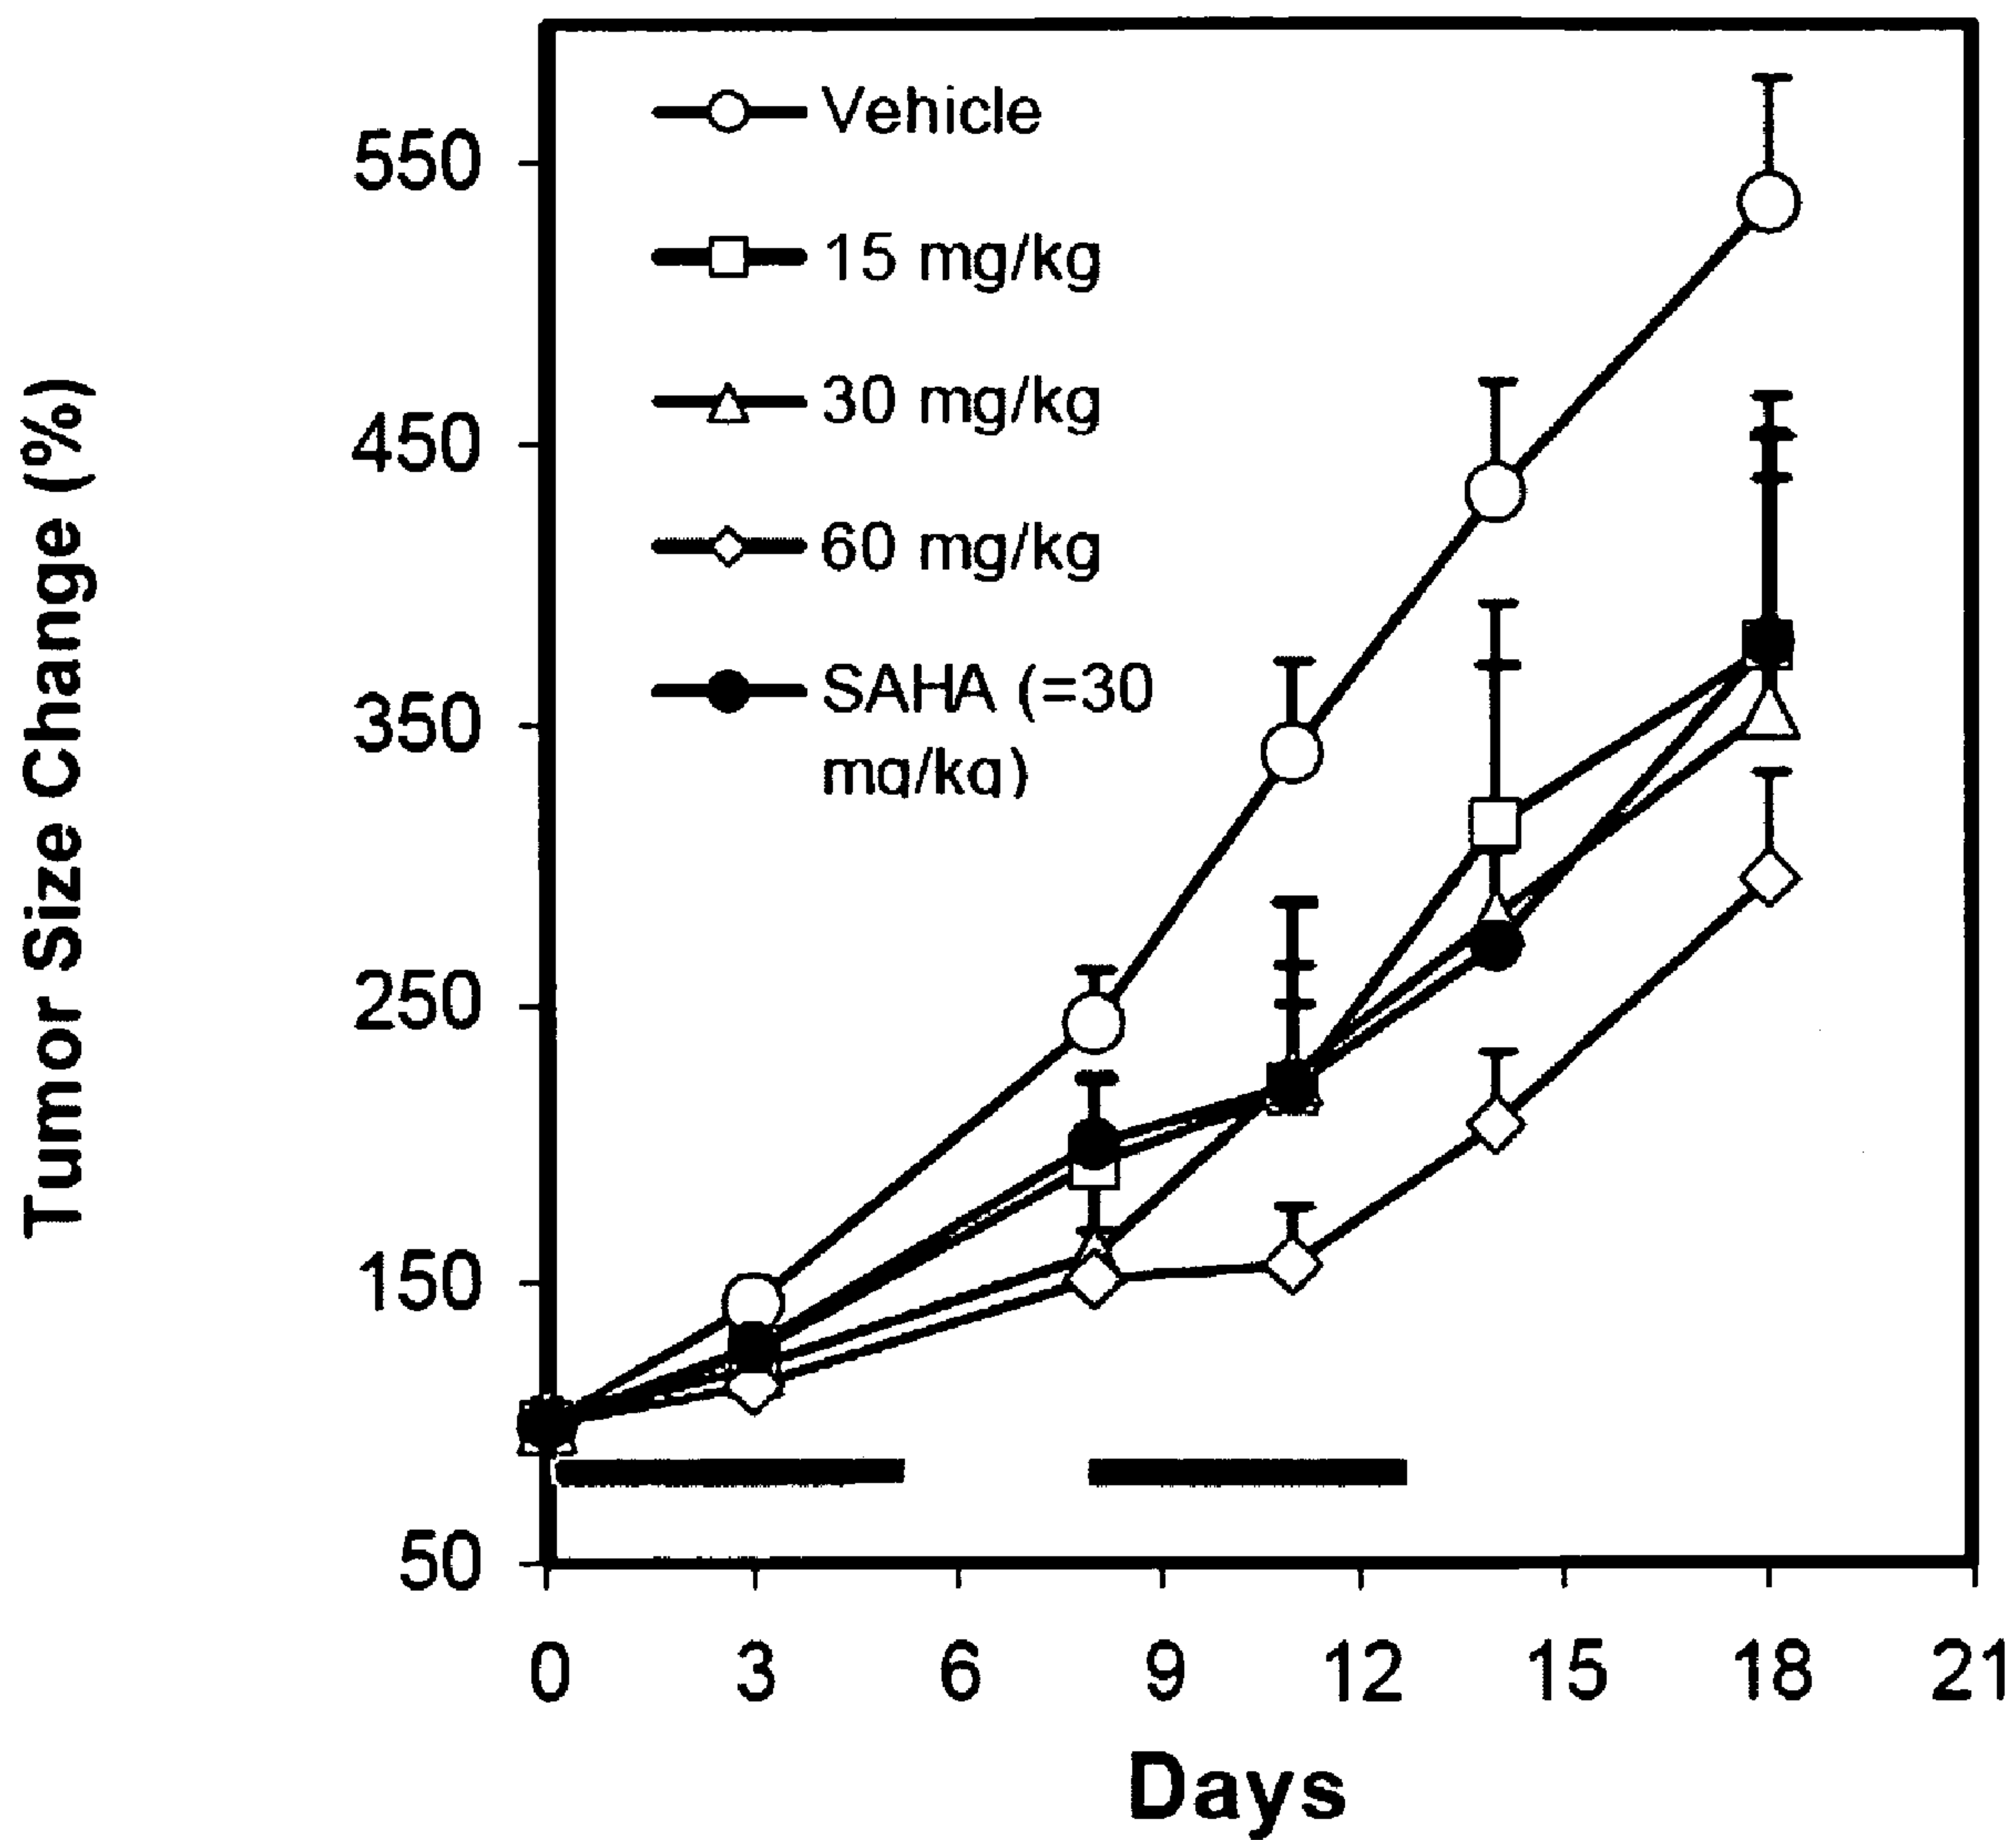 Vehicle
15 mg/kg
30 mg/kg
60 mg/kg
SAHA (=30
mg/kg)
Tumor Size Change (%)
550
450
350
250
150
50
0 3 6 9 12 15 18 21
Days